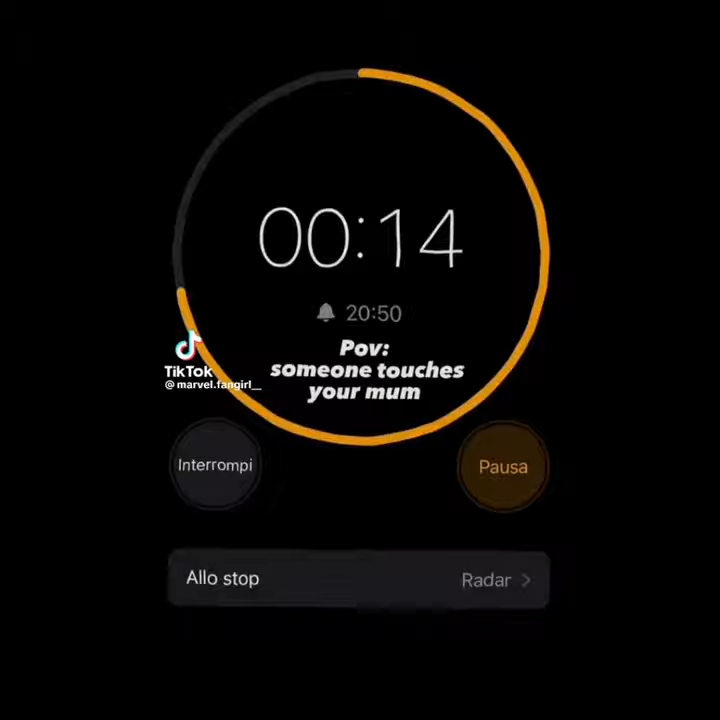 00:14
20:50
Pov:
someone touches
your mum
TikTok
@marvel.fangirl__
Interrompi
Pausa
Allo stop
Radar